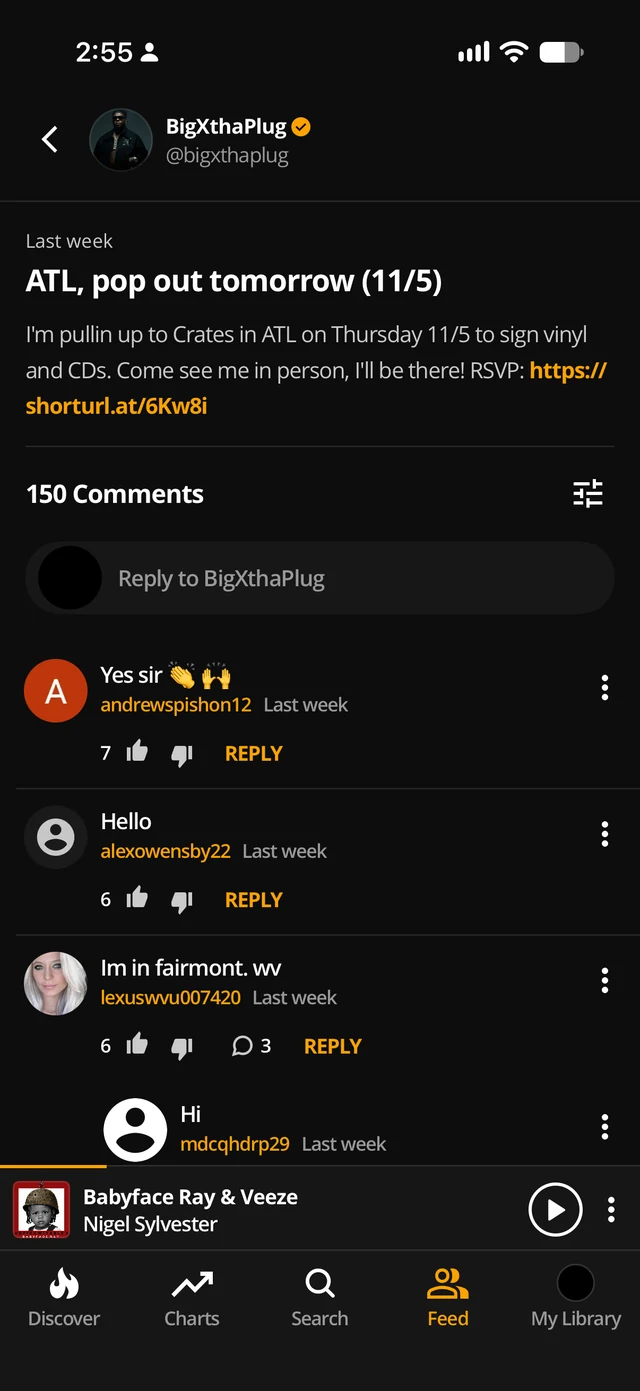 2:55
BigXthaPlug
@bigxthaplug
Last week
ATL, pop out tomorrow (11/5)
I'm pullin up to Crates in ATL on Thursday 11/5 to sign vinyl
and CDs. Come see me in person, I'll be there! RSVP: https://
shorturl.at/6Kw8i
150 Comments
Reply to BigXthaPlug
A
Yes sir 👏 🙌
andrewspishon12 Last week
7 REPLY
Hello
alexowensby22 Last week
6 REPLY
Im in fairmont. wv
lexuswvu007420 Last week
6 3 REPLY
Hi
mdcqhdrp29 Last week
Babyface Ray & Veeze
Nigel Sylvester
Discover Charts Search Feed My Library